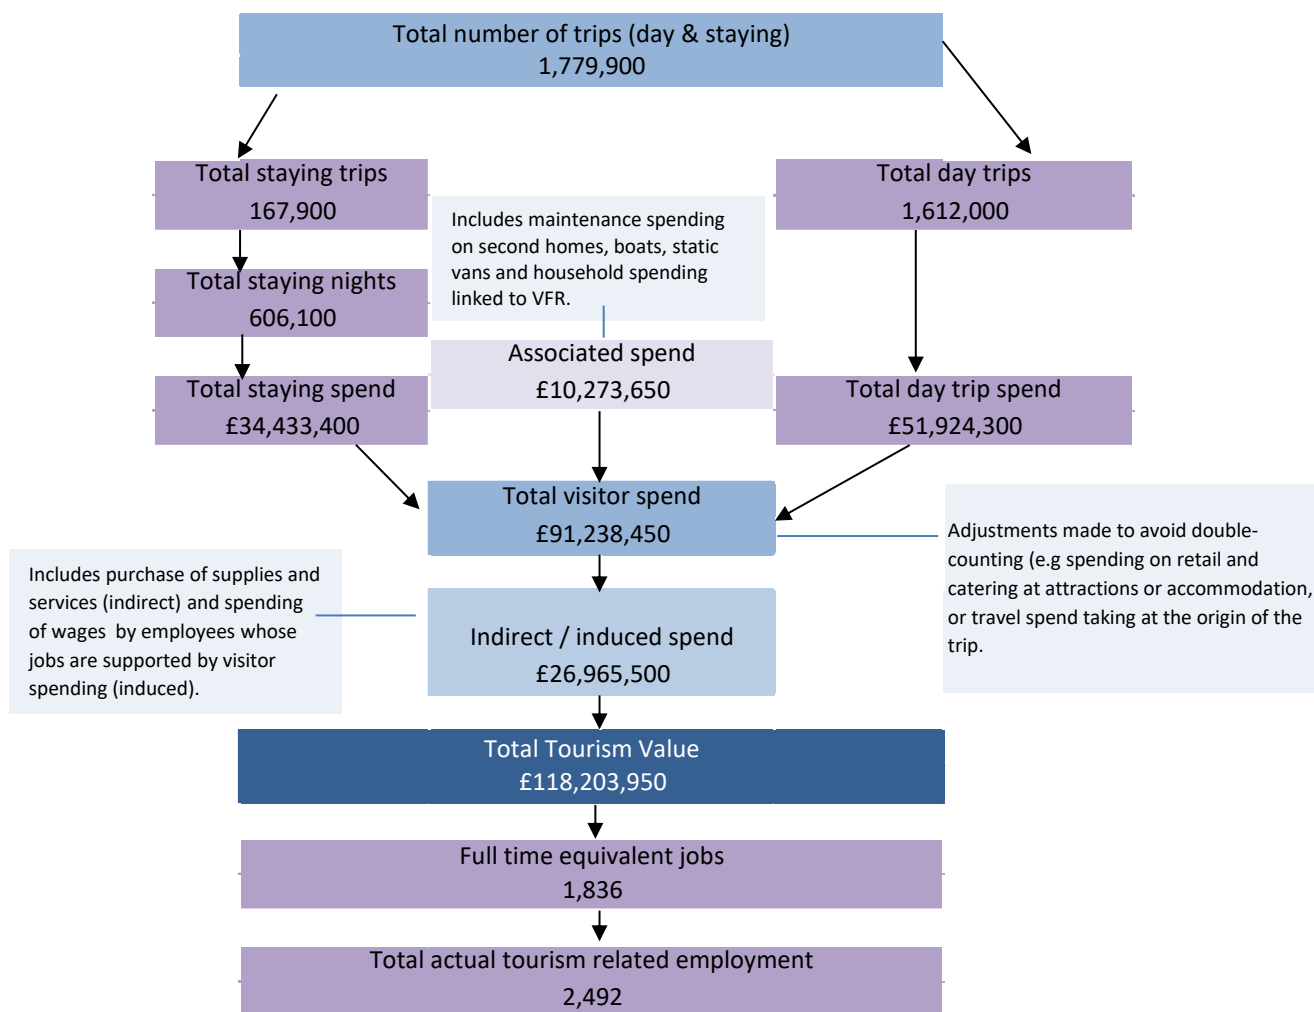 Total number of trips (day & staying)
1,779,900
Total staying trips
167,900
Total day trips
1,612,000
Includes maintenance spending
on second homes, boats, static
vans and household spending
linked to VFR.
Total staying nights
606,100
Associated spend
£10,273,650
Total staying spend
£34,433,400
Total day trip spend
£51,924,300
Total visitor spend
£91,238,450
Adjustments made to avoid double-
counting (e.g spending on retail and
catering at attractions or accommodation,
or travel spend taking at the origin of the
trip.
Includes purchase of supplies and
services (indirect) and spending
of wages  by employees whose
jobs are supported by visitor
spending (induced).
Indirect / induced spend
£26,965,500
Total Tourism Value
£118,203,950
Full time equivalent jobs
1,836
Total actual tourism related employment
2,492